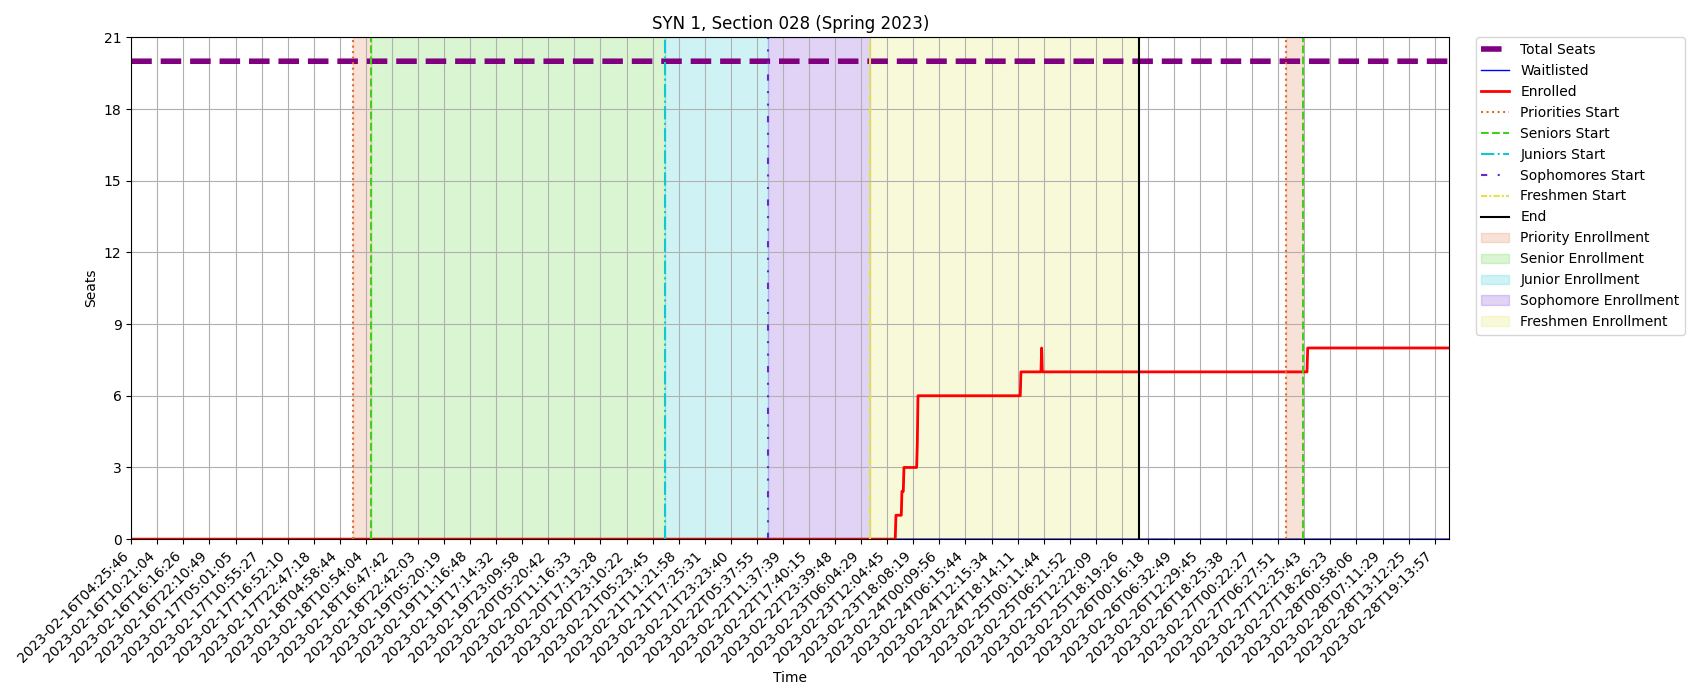 SYN 1, Section 028 (Spring 2023)
21
18
15
12
9
6
3
0
Seats
2023-02-16T04:25:46
2023-02-16T10:21:04
2023-02-16T16:16:26
2023-02-16T22:10:49
2023-02-17T05:01:05
2023-02-17T10:55:27
2023-02-17T16:52:10
2023-02-17T22:47:18
2023-02-18T04:58:44
2023-02-18T10:54:04
2023-02-18T16:47:42
2023-02-18T22:42:03
2023-02-19T05:20:19
2023-02-19T11:16:48
2023-02-19T17:14:32
2023-02-19T23:09:58
2023-02-20T05:20:42
2023-02-20T11:16:33
2023-02-20T17:13:28
2023-02-20T23:10:22
2023-02-21T05:23:45
2023-02-21T11:21:58
2023-02-21T17:25:31
2023-02-21T23:23:40
2023-02-22T05:37:55
2023-02-22T11:37:39
2023-02-22T17:40:15
2023-02-22T23:39:48
2023-02-23T06:04:29
2023-02-23T12:04:45
2023-02-23T18:08:19
2023-02-24T00:09:56
2023-02-24T06:15:44
2023-02-24T12:15:34
2023-02-24T18:14:11
2023-02-25T00:11:44
2023-02-25T06:21:52
2023-02-25T12:22:09
2023-02-25T18:19:26
2023-02-26T00:16:18
2023-02-26T06:32:49
2023-02-26T12:29:45
2023-02-26T18:25:38
2023-02-27T00:22:27
2023-02-27T06:27:51
2023-02-27T12:25:43
2023-02-27T18:26:23
2023-02-28T00:58:06
2023-02-28T07:11:29
2023-02-28T13:12:25
2023-02-28T19:13:57
Time
Total Seats
Waitlisted
Enrolled
Priorities Start
Seniors Start
Juniors Start
Sophomores Start
Freshmen Start
End
Priority Enrollment
Senior Enrollment
Junior Enrollment
Sophomore Enrollment
Freshmen Enrollment